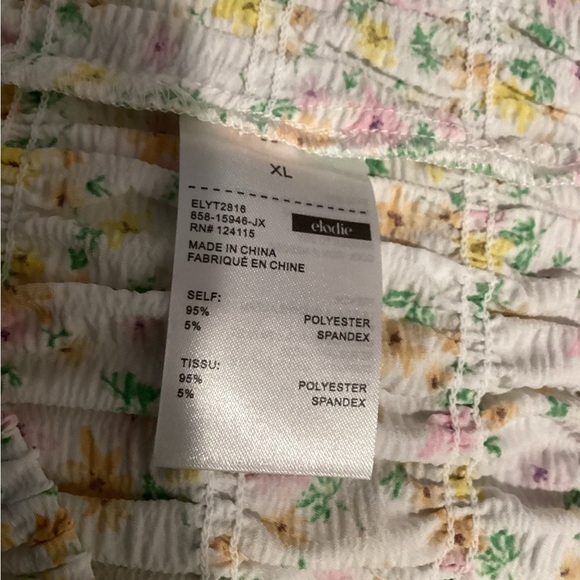 XL
ELYT2816
858-15946-JX
RN# 124115
elodie
MADE IN CHINA
FABRIQUÉ EN CHINE
SELF:
95% POLYESTER
5% SPANDEX
TISSU:
95% POLYESTER
5% SPANDEX